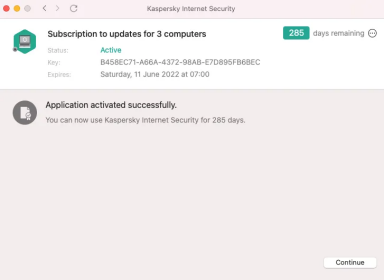 Kaspersky Internet Security
Subscription to updates for 3 computers
285 days remaining
Status: Active
Key: B458EC71-A66A-4372-98AB-E7D895FB6BEC
Expires: Saturday, 11 June 2022 at 07:00
Application activated successfully.
You can now use Kaspersky Internet Security for 285 days.
Continue